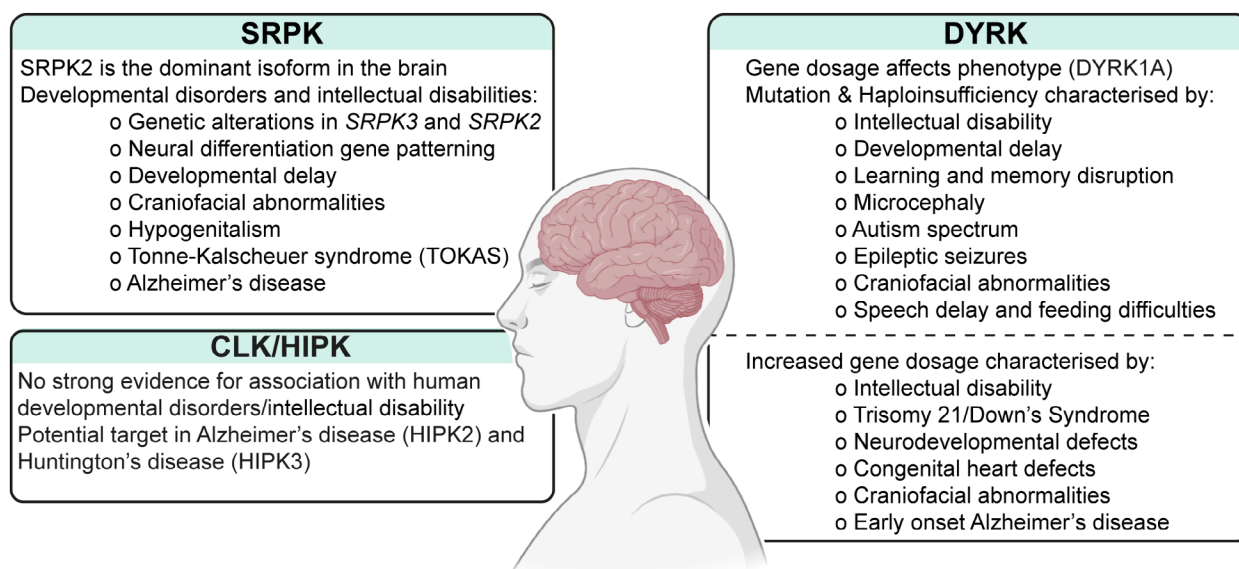 SRPK
SRPK2 is the dominant isoform in the brain
Developmental disorders and intellectual disabilities:
o Genetic alterations in SRPK3 and SRPK2
o Neural differentiation gene patterning
o Developmental delay
o Craniofacial abnormalities
o Hypogenitalism
o Tonne-Kalscheuer syndrome (TOKAS)
o Alzheimer's disease
CLK/HIPK
No strong evidence for association with human
developmental disorders/intellectual disability
Potential target in Alzheimer's disease (HIPK2) and
Huntington's disease (HIPK3)
DYRK
Gene dosage affects phenotype (DYRK1A)
Mutation & Haploinsufficiency characterised by:
o Intellectual disability
o Developmental delay
o Learning and memory disruption
o Microcephaly
o Autism spectrum
o Epileptic seizures
o Craniofacial abnormalities
o Speech delay and feeding difficulties
Increased gene dosage characterised by:
o Intellectual disability
o Trisomy 21/Down's Syndrome
o Neurodevelopmental defects
o Congenital heart defects
o Craniofacial abnormalities
o Early onset Alzheimer's disease